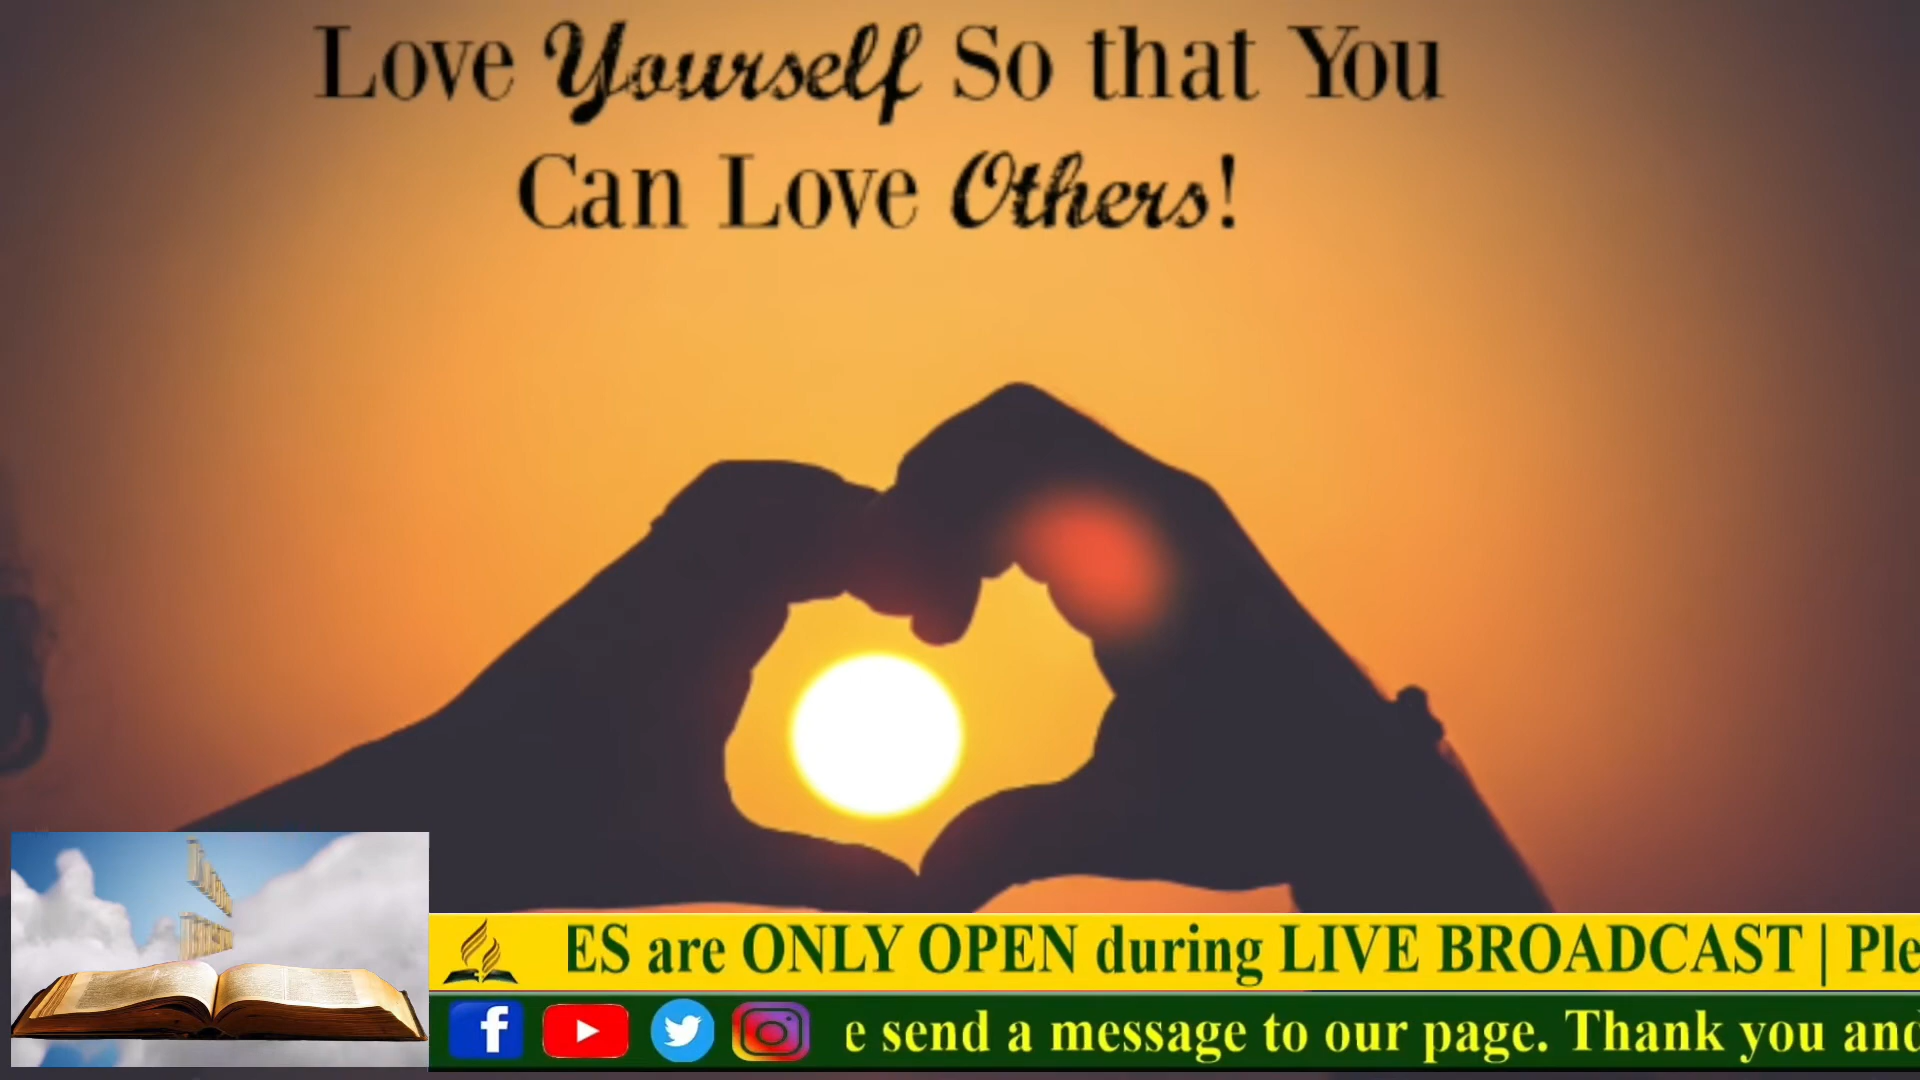 Love Yourself So that You
Can Love Others!
ES are ONLY OPEN during LIVE BROADCAST | Ple
e send a message to our page. Thank you and